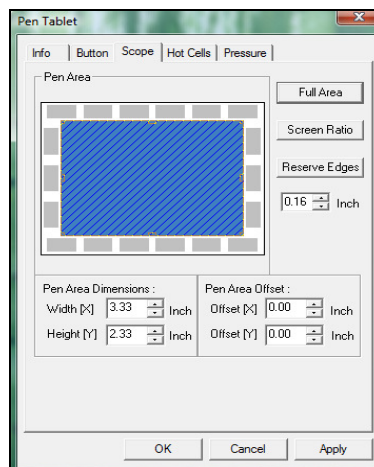 Pen Tablet
Info Button Scope Hot Cells Pressure
Pen Area
Full Area
Screen Ratio
Reserve Edges
0.16 Inch
Pen Area Dimensions :
Width [X] 3.33 Inch
Height [Y] 2.33 Inch
Pen Area Offset :
Offset [X] 0.00 Inch
Offset [Y] 0.00 Inch
OK Cancel Apply